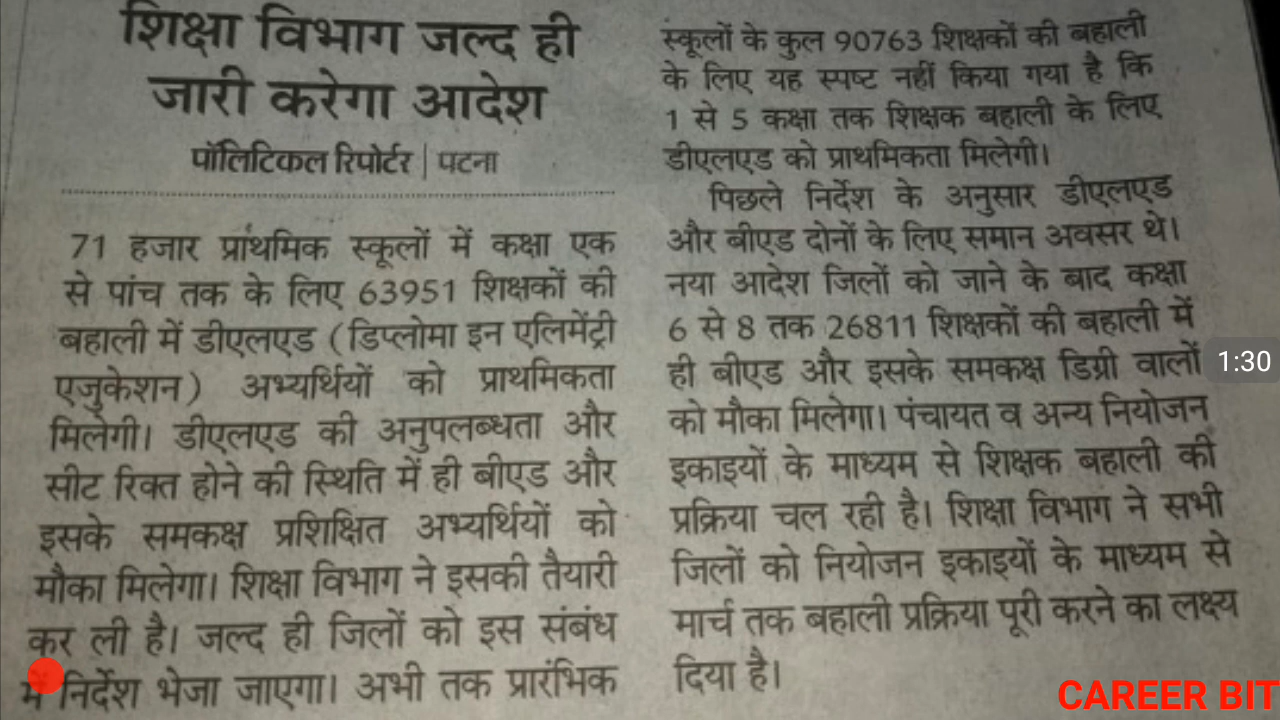 शिक्षा विभाग जल्द ही
जारी करेगा आदेश
पॉलिटिकल रिपोर्टर | पटना
71 हजार प्राथमिक स्कूलों में कक्षा एक
से पांच तक के लिए 63951 शिक्षकों की
बहाली में डीएलएड (डिप्लोमा इन एलिमेंट्री
एजुकेशन) अभ्यर्थियों को प्राथमिकता
मिलेगी। डीएलएड की अनुपलब्धता और
सीट रिक्त होने की स्थिति में ही बीएड और
इसके समकक्ष प्रशिक्षित अभ्यर्थियों को
मौका मिलेगा। शिक्षा विभाग ने इसकी तैयारी
कर ली है। जल्द ही जिलों को इस संबंध
में निर्देश भेजा जाएगा। अभी तक प्रारंभिक
स्कूलों के कुल 90763 शिक्षकों की बहाली
के लिए यह स्पष्ट नहीं किया गया है कि
1 से 5 कक्षा तक शिक्षक बहाली के लिए
डीएलएड को प्राथमिकता मिलेगी।
पिछले निर्देश के अनुसार डीएलएड
और बीएड दोनों के लिए समान अवसर थे।
नया आदेश जिलों को जाने के बाद कक्षा
6 से 8 तक 26811 शिक्षकों की बहाली में
ही बीएड और इसके समकक्ष डिग्री वालों
को मौका मिलेगा। पंचायत व अन्य नियोजन
इकाइयों के माध्यम से शिक्षक बहाली की
प्रक्रिया चल रही है। शिक्षा विभाग ने सभी
जिलों को नियोजन इकाइयों के माध्यम से
मार्च तक बहाली प्रक्रिया पूरी करने का लक्ष्य
दिया है।
1:30
CAREER BIT